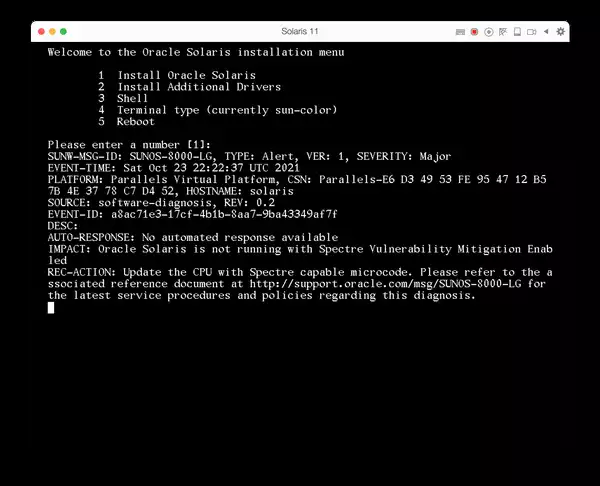 Solaris 11
Welcome to the Oracle Solaris installation menu
1 Install Oracle Solaris
2 Install Additional Drivers
3 Shell
4 Terminal type (currently sun-color)
5 Reboot
Please enter a number [1]:
SUNW-MSG-ID: SUNOS-8000-LG, TYPE: Alert, VER: 1, SEVERITY: Major
EVENT-TIME: Sat Oct 23 22:22:37 UTC 2021
PLATFORM: Parallels Virtual Platform, CSN: Parallels-E6 D3 49 53 FE 95 47 12 B5
7B 4E 37 78 C7 D4 52, HOSTNAME: solaris
SOURCE: software-diagnosis, REV: 0.2
EVENT-ID: a8ac71e3-17cf-4b1b-8aa7-9ba43349af7f
DESC:
AUTO-RESPONSE: No automated response available
IMPACT: Oracle Solaris is not running with Spectre Vulnerability Mitigation Enab
led
REC-ACTION: Update the CPU with Spectre capable microcode. Please refer to the a
ssociated reference document at http://support.oracle.com/msg/SUNOS-8000-LG for
the latest service procedures and policies regarding this diagnosis.